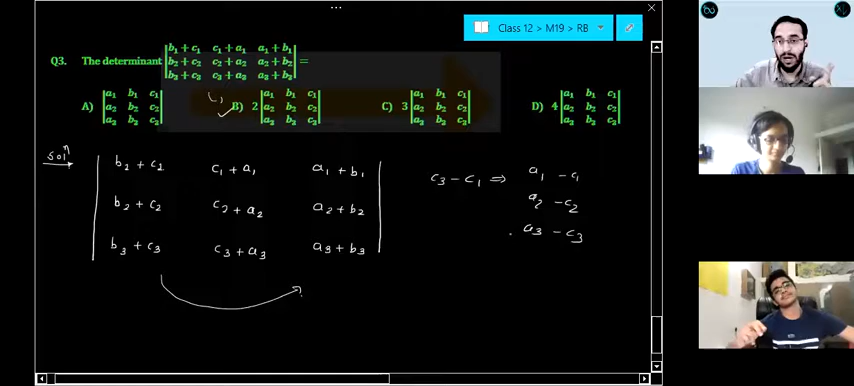 Class 12 > M19 > RB
Q3. The determinant |b₁ + c₁ c₁ + a₁ a₁ + b₁| =
|b₂ + c₂ c₂ + a₂ a₂ + b₂|
|b₃ + c₃ c₃ + a₃ a₃ + b₃|
A) |a₁ b₁ c₁| B) 2 |a₁ b₁ c₁| C) 3 |a₁ b₁ c₁| D) 4 |a₁ b₁ c₁|
|a₂ b₂ c₂| |a₂ b₂ c₂| |a₂ b₂ c₂| |a₂ b₂ c₂|
|a₃ b₃ c₃| |a₃ b₃ c₃| |a₃ b₃ c₃| |a₃ b₃ c₃|
Solⁿ
|b₁ + c₁ c₁ + a₁ a₁ + b₁| c₃ - c₁ ⇒ a₁ - c₁
|b₂ + c₂ c₂ + a₂ a₂ + b₂| a₂ - c₂
|b₃ + c₃ c₃ + a₃ a₃ + b₃| a₃ - c₃